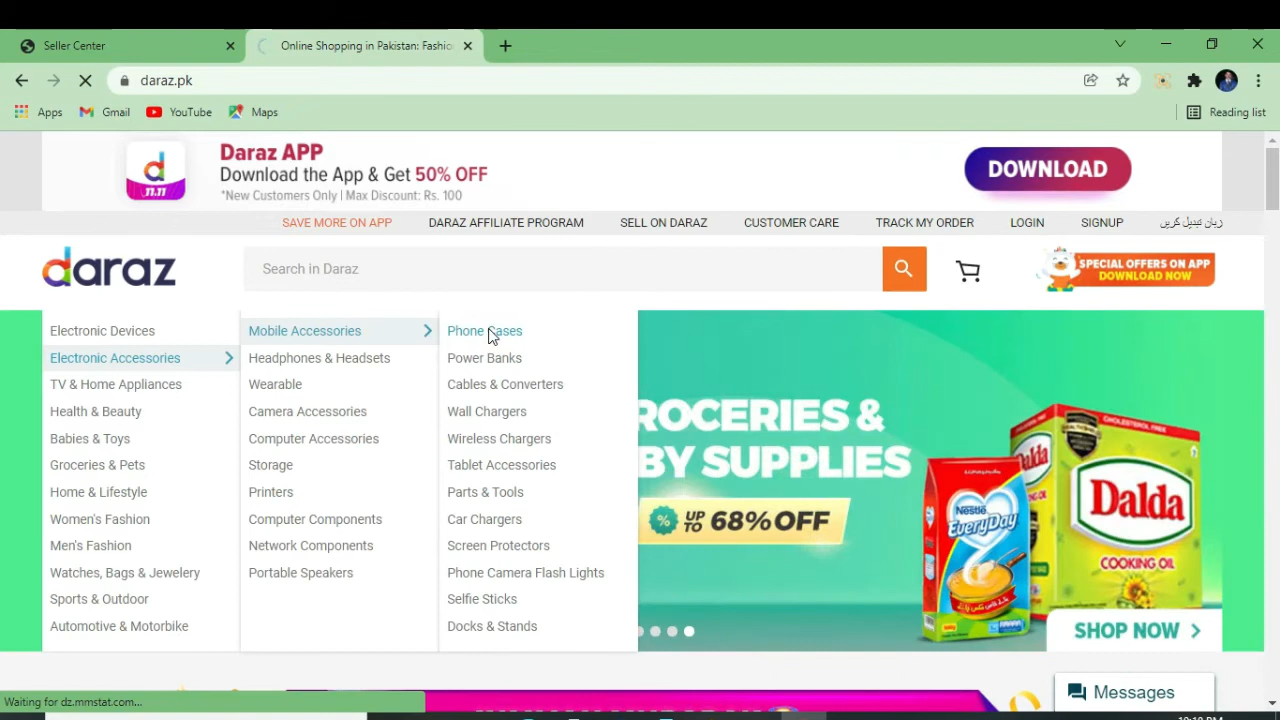 Seller Center
Online Shopping in Pakistan: Fashio
daraz.pk
Apps Gmail YouTube Maps Reading list
Daraz APP
Download the App & Get 50% OFF
*New Customers Only | Max Discount: Rs. 100
11.11
DOWNLOAD
SAVE MORE ON APP DARAZ AFFILIATE PROGRAM SELL ON DARAZ CUSTOMER CARE TRACK MY ORDER LOGIN SIGNUP زبان تبدیل کریں
daraz
Search in Daraz
SPECIAL OFFERS ON APP
DOWNLOAD NOW
Electronic Devices
Electronic Accessories
TV & Home Appliances
Health & Beauty
Babies & Toys
Groceries & Pets
Home & Lifestyle
Women's Fashion
Men's Fashion
Watches, Bags & Jewelery
Sports & Outdoor
Automotive & Motorbike
Mobile Accessories
Headphones & Headsets
Wearable
Camera Accessories
Computer Accessories
Storage
Printers
Computer Components
Network Components
Portable Speakers
Phone Cases
Power Banks
Cables & Converters
Wall Chargers
Wireless Chargers
Tablet Accessories
Parts & Tools
Car Chargers
Screen Protectors
Phone Camera Flash Lights
Selfie Sticks
Docks & Stands
ROCERIES &
BY SUPPLIES
UP TO 68% OFF
CHOLESTEROL FREE
Dalda
Dalda
COOKING OIL
Nestle
EVERYDAY
SHOP NOW
Messages
Waiting for dz.mmstat.com...